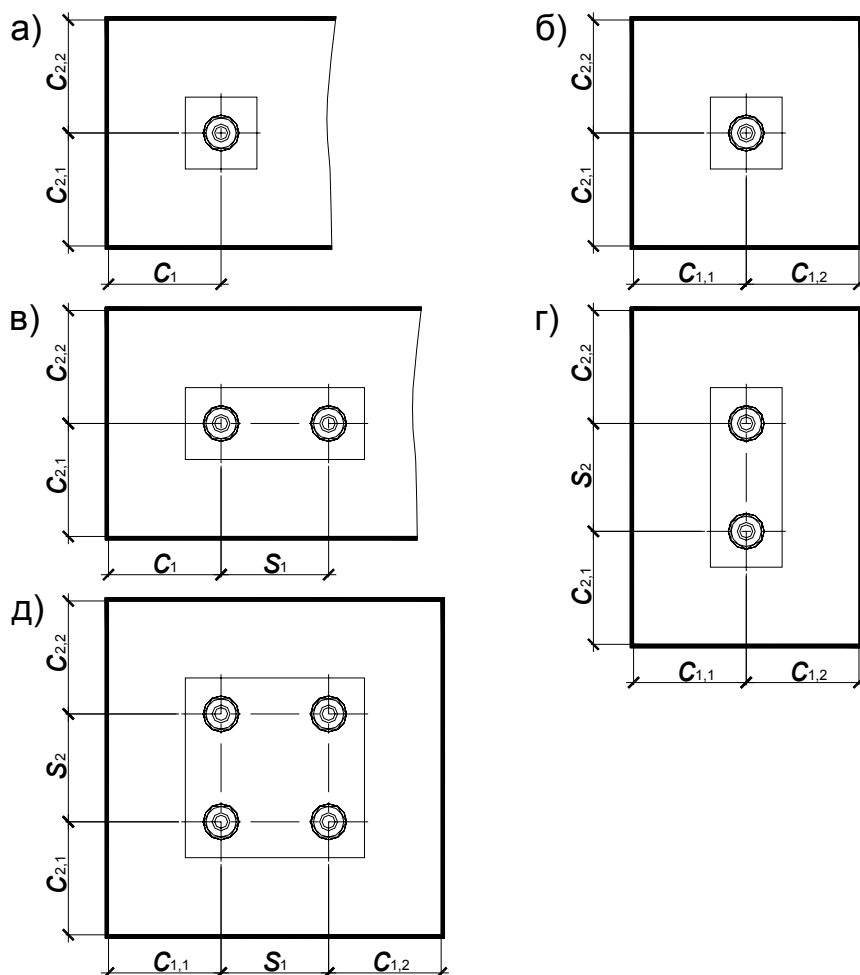 а)
C2,2
C2,1
C1
б)
C2,2
C2,1
C1,1 C1,2
в)
C2,2
C2,1
C1 S1
г)
C2,2
S2
C2,1
C1,1 C1,2
д)
C2,2
S2
C2,1
C1,1 S1 C1,2